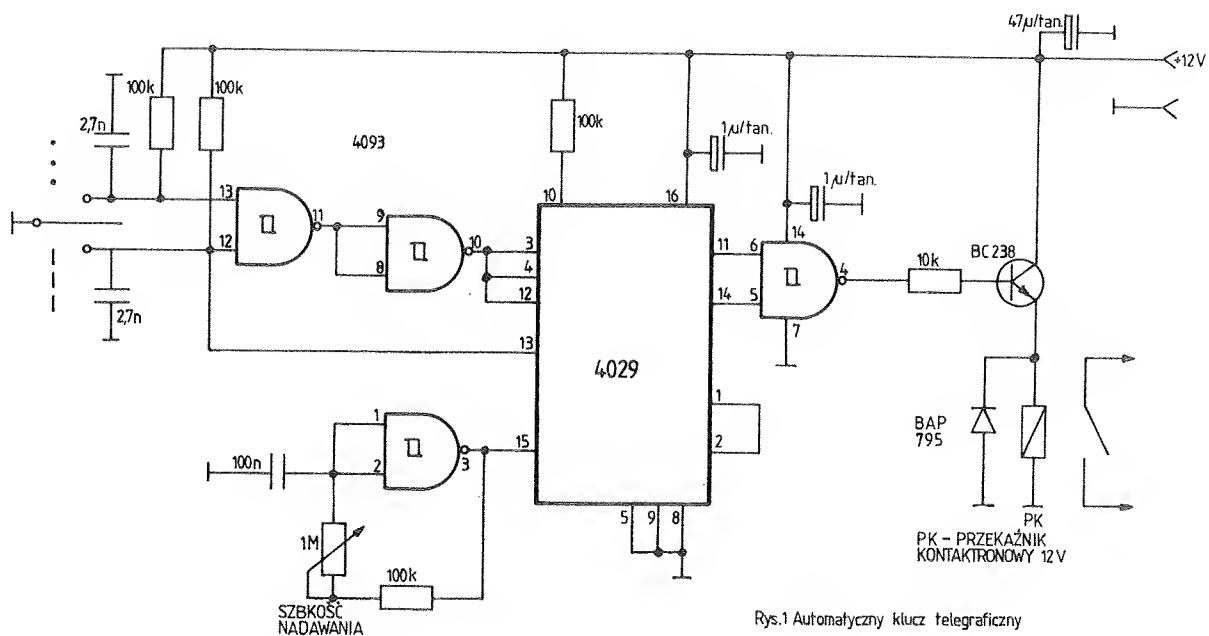 47µ/tan.
+12V
100k
100k
2,7n
4093
100k
1µ/tan.
1µ/tan.
13
12
11
9
8
10
10
16
3
4
12
13
15
4029
11
14
1
2
5
9
8
6
5
14
4
7
10k
BC238
2,7n
100n
1
2
3
1M
100k
SZBKOŚĆ
NADAWANIA
BAP
795
PK
PK – PRZEKAŹNIK
KONTAKTRONOWY 12V
Rys.1 Automatyczny klucz telegraficzny